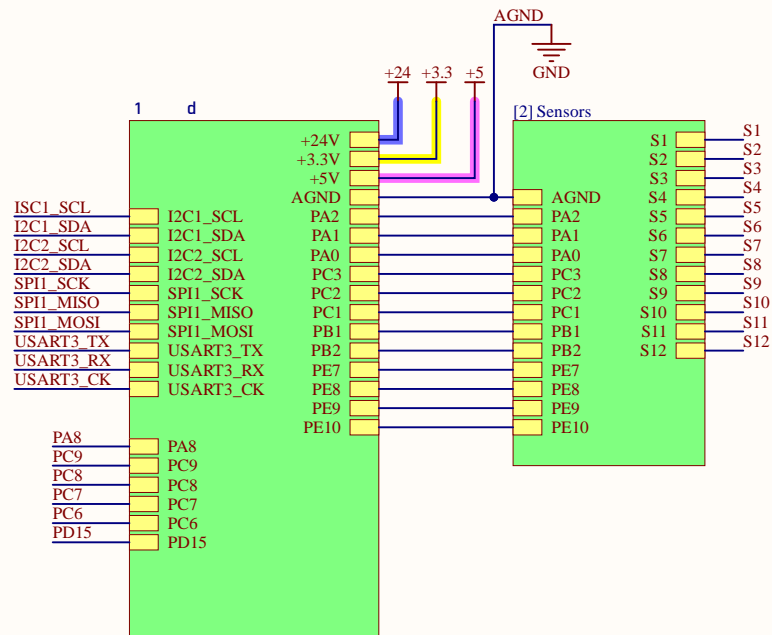 AGND
GND
+24
+3.3
+5
1
d
[2] Sensors
+24V
+3.3V
+5V
AGND
PA2
PA1
PA0
PC3
PC2
PC1
PB1
PB2
PE7
PE8
PE9
PE10
ISC1_SCL
I2C1_SDA
I2C2_SCL
I2C2_SDA
SPI1_SCK
SPI1_MISO
SPI1_MOSI
USART3_TX
USART3_RX
USART3_CK
I2C1_SCL
I2C1_SDA
I2C2_SCL
I2C2_SDA
SPI1_SCK
SPI1_MISO
SPI1_MOSI
USART3_TX
USART3_RX
USART3_CK
PA8
PC9
PC8
PC7
PC6
PD15
PA8
PC9
PC8
PC7
PC6
PD15
AGND
PA2
PA1
PA0
PC3
PC2
PC1
PB1
PB2
PE7
PE8
PE9
PE10
S1
S2
S3
S4
S5
S6
S7
S8
S9
S10
S11
S12
S1
S2
S3
S4
S5
S6
S7
S8
S9
S10
S11
S12